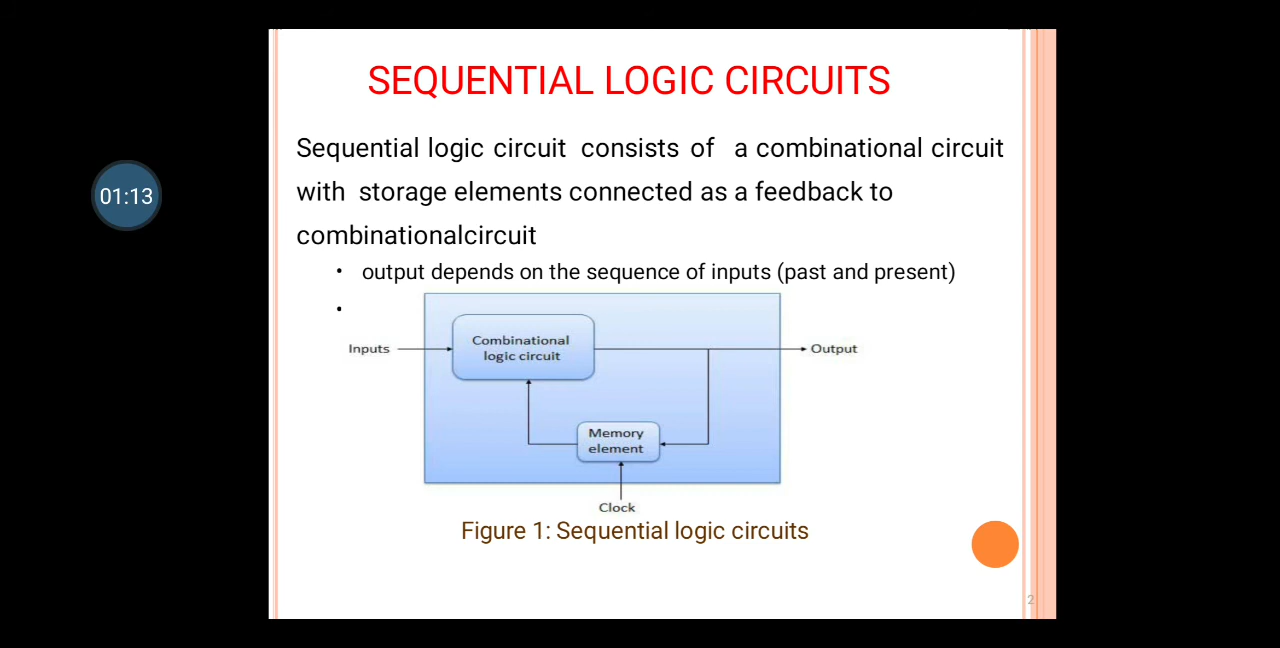 SEQUENTIAL LOGIC CIRCUITS
Sequential logic circuit consists of a combinational circuit
with storage elements connected as a feedback to
combinationalcircuit
• output depends on the sequence of inputs (past and present)
•
01:13
Combinational
logic circuit
Inputs
Output
Memory
element
Clock
Figure 1: Sequential logic circuits
2